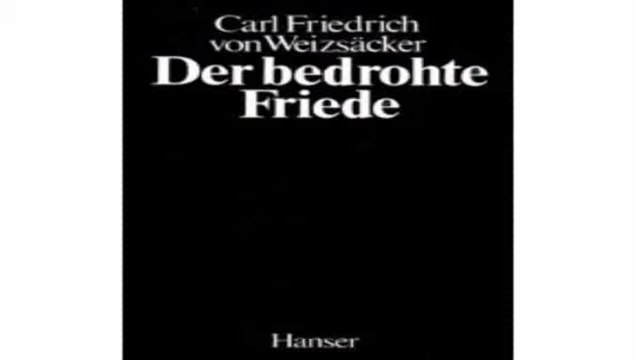 Carl Friedrich
von Weizsäcker
Der bedrohte
Friede
Hanser